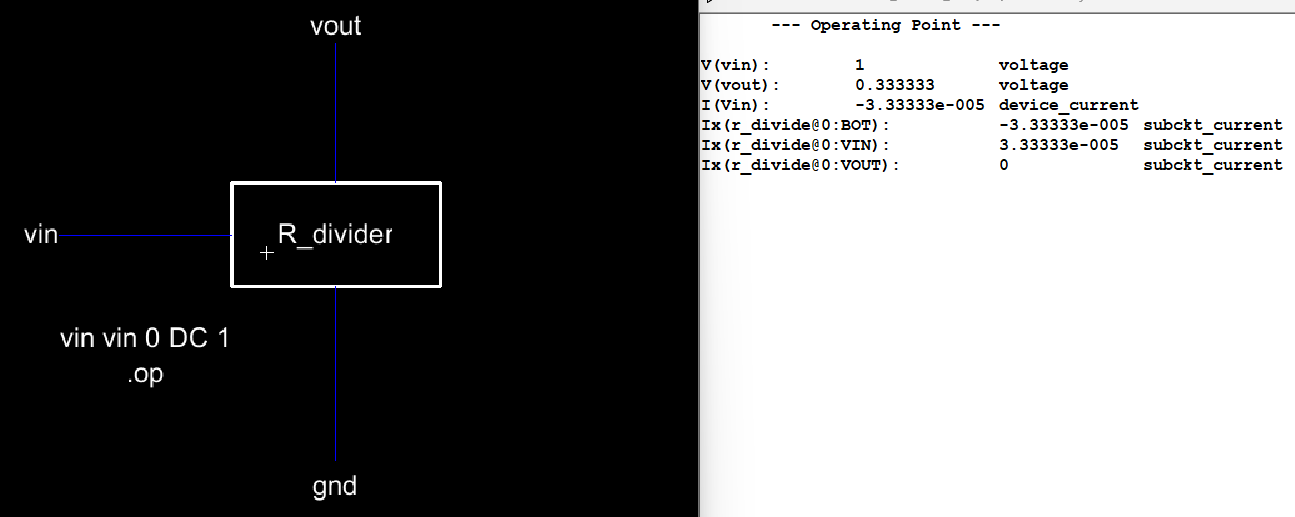 vout
vin
R_divider
vin vin 0 DC 1
.op
gnd
--- Operating Point ---
V(vin): 1 voltage
V(vout): 0.333333 voltage
I(Vin): -3.33333e-005 device_current
Ix(r_divide@0:BOT): -3.33333e-005 subckt_current
Ix(r_divide@0:VIN): 3.33333e-005 subckt_current
Ix(r_divide@0:VOUT): 0 subckt_current